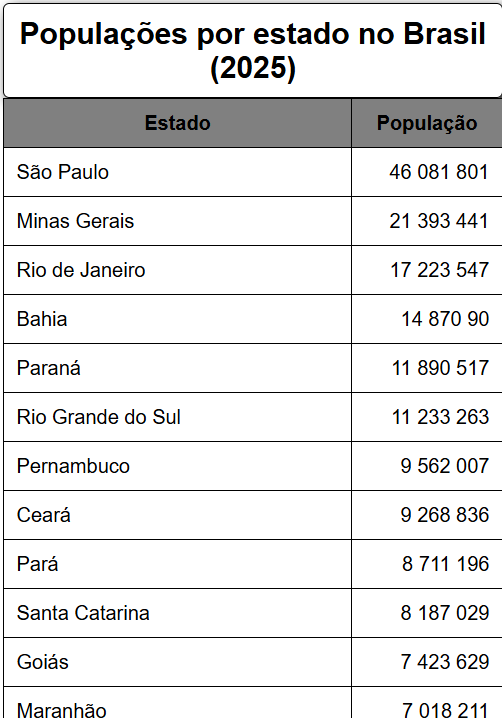 Populações por estado no Brasil
(2025)
Estado População
São Paulo 46 081 801
Minas Gerais 21 393 441
Rio de Janeiro 17 223 547
Bahia 14 870 90
Paraná 11 890 517
Rio Grande do Sul 11 233 263
Pernambuco 9 562 007
Ceará 9 268 836
Pará 8 711 196
Santa Catarina 8 187 029
Goiás 7 423 629
Maranhão 7 018 211